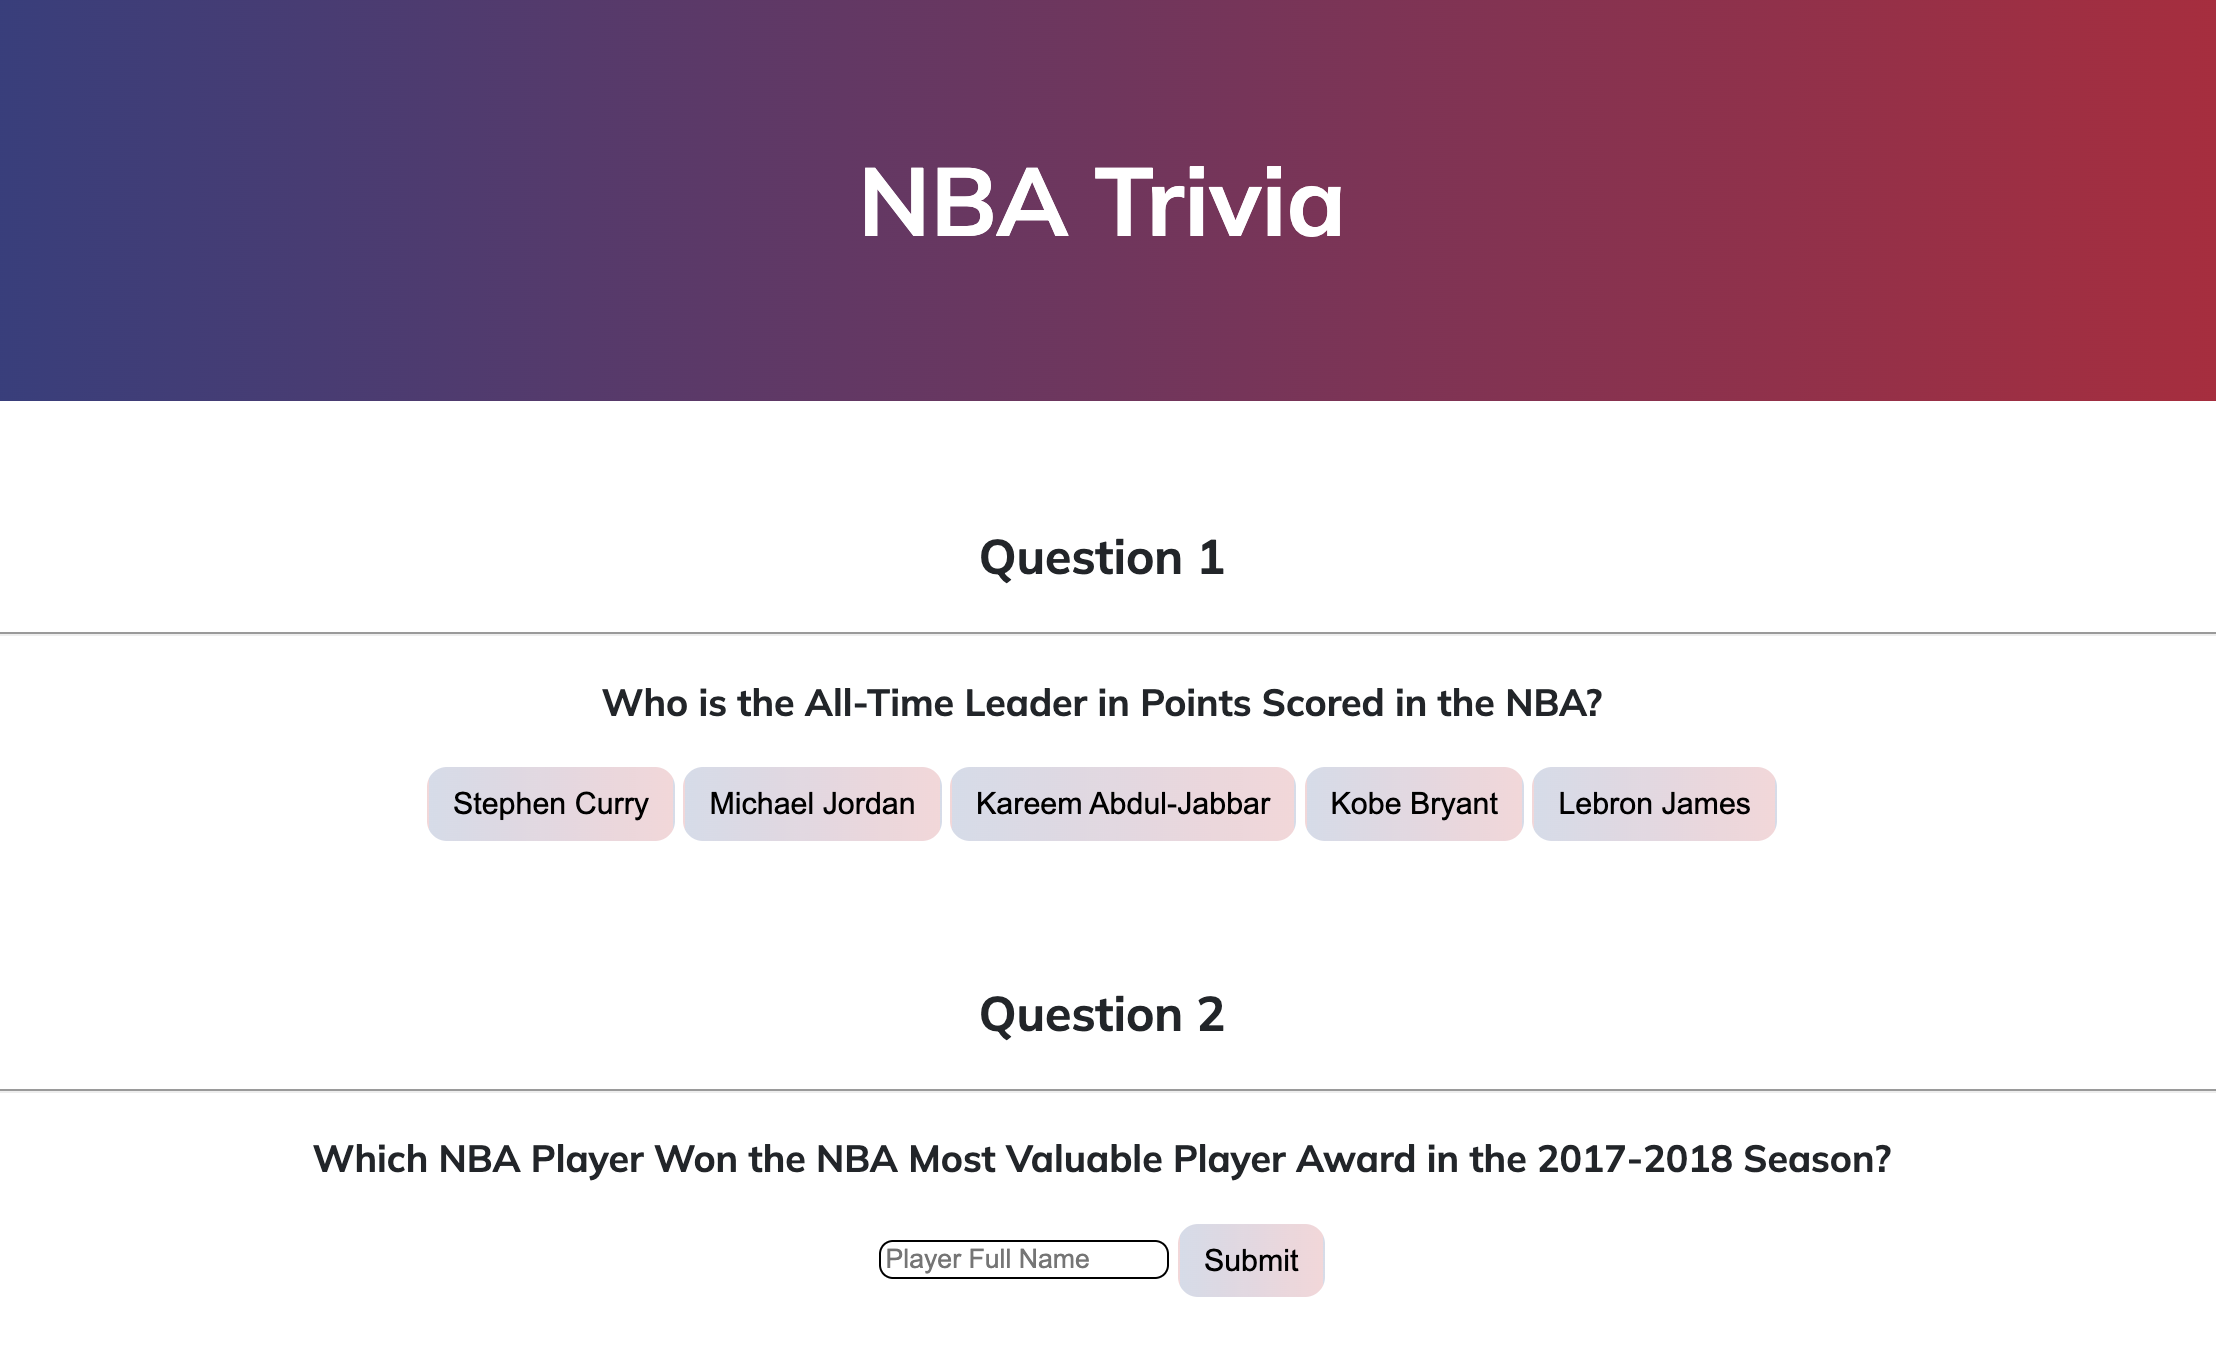 NBA Trivia
Question 1
Who is the All-Time Leader in Points Scored in the NBA?
Stephen Curry Michael Jordan Kareem Abdul-Jabbar Kobe Bryant Lebron James
Question 2
Which NBA Player Won the NBA Most Valuable Player Award in the 2017-2018 Season?
Player Full Name Submit